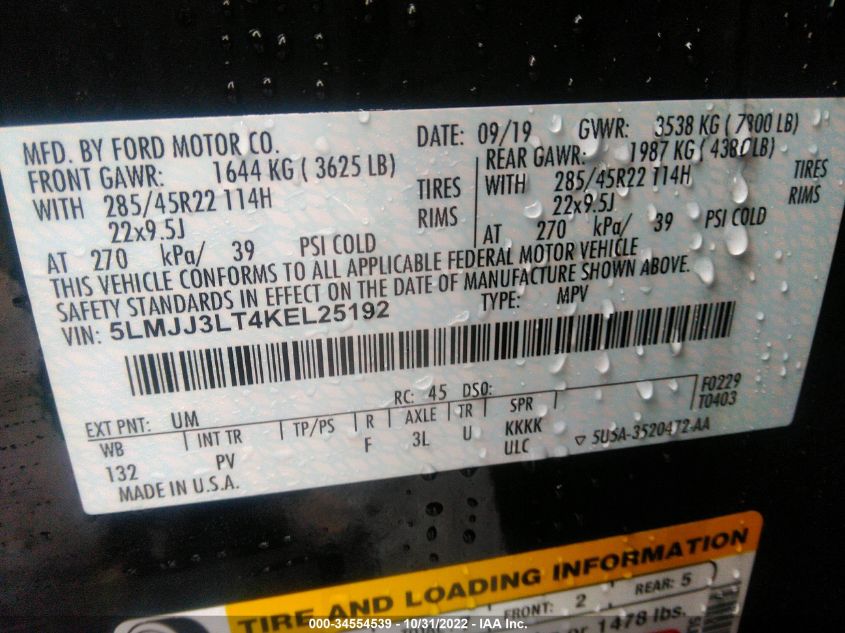 MFD. BY FORD MOTOR CO. DATE: 09/19 GVWR: 3538 KG ( 7800 LB)
FRONT GAWR: 1644 KG ( 3625 LB) REAR GAWR: 1987 KG ( 4380 LB)
WITH 285/45R22 114H TIRES WITH 285/45R22 114H TIRES
22x9.5J RIMS 22x9.5J RIMS
AT 270 kPa/ 39 PSI COLD AT 270 kPa/ 39 PSI COLD
THIS VEHICLE CONFORMS TO ALL APPLICABLE FEDERAL MOTOR VEHICLE
SAFETY STANDARDS IN EFFECT ON THE DATE OF MANUFACTURE SHOWN ABOVE.
VIN: 5LMJJ3LT4KEL25192 TYPE: MPV
F0229
T0403
EXT PNT: UM RC: 45 DSO:
WB INT TR TP/PS R AXLE TR SPR
132 PV F 3L U KKKK
ULC
5U5A-3520472-AA
MADE IN U.S.A.
TIRE AND LOADING INFORMATION
FRONT: 2 REAR: 5
or 1478 lbs.
000-34554539 - 10/31/2022 - IAA Inc.